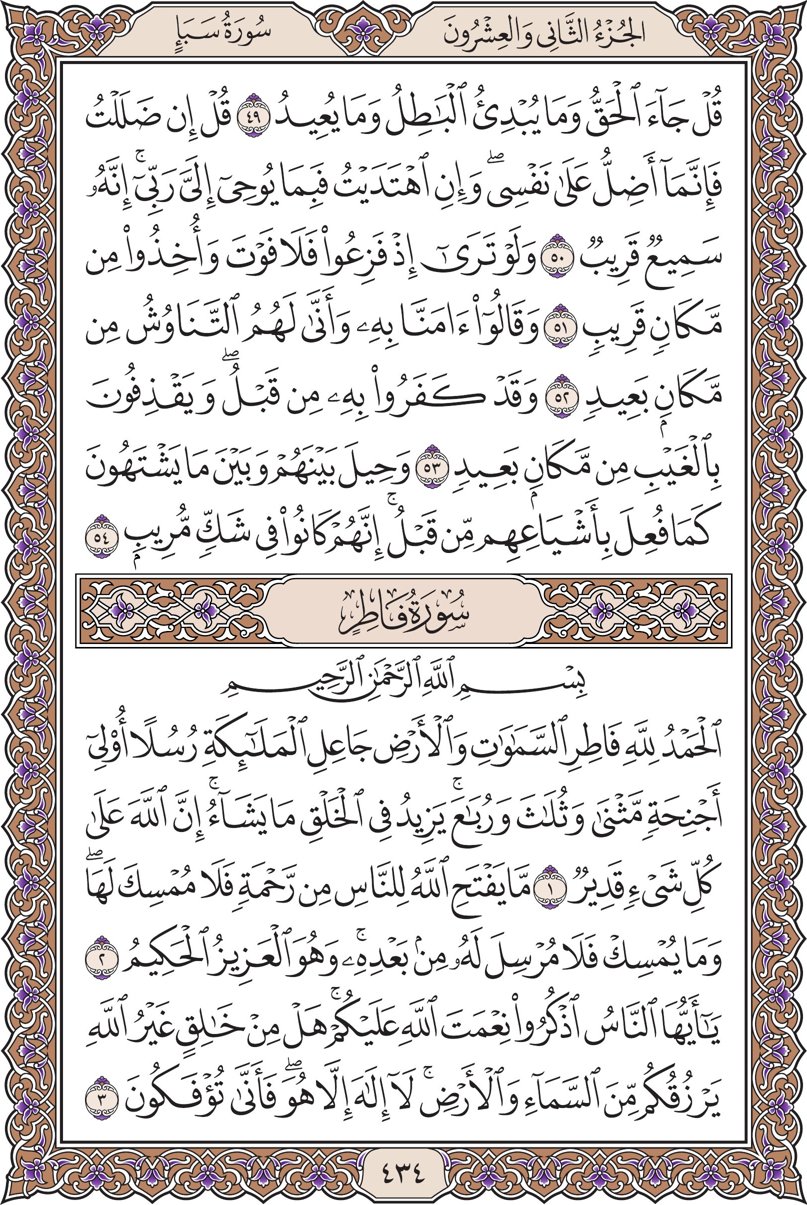 الجُزْءُ الثَّانِي وَالعِشْرُونَ
سُورَةُ سَبَإٍ
قُلْ جَآءَ ٱلْحَقُّ وَمَا يُبْدِئُ ٱلْبَٰطِلُ وَمَا يُعِيدُ ٤٩ قُلْ إِن ضَلَلْتُ
فَإِنَّمَآ أَضِلُّ عَلَىٰ نَفْسِى ۖ وَإِنِ ٱهْتَدَيْتُ فَبِمَا يُوحِىٓ إِلَىَّ رَبِّىٓ ۚ إِنَّهُۥ
سَمِيعٌ قَرِيبٌ ٥٠ وَلَوْ تَرَىٰٓ إِذْ فَزِعُوا۟ فَلَا فَوْتَ وَأُخِذُوا۟ مِن
مَّكَانٍ قَرِيبٍ ٥١ وَقَالُوٓا۟ ءَامَنَّا بِهِۦ وَأَنَّىٰ لَهُمُ ٱلتَّنَاوُشُ مِن
مَّكَانٍۭ بَعِيدٍ ٥٢ وَقَدْ كَفَرُوا۟ بِهِۦ مِن قَبْلُ ۖ وَيَقْذِفُونَ
بِٱلْغَيْبِ مِن مَّكَانٍۭ بَعِيدٍ ٥٣ وَحِيلَ بَيْنَهُمْ وَبَيْنَ مَا يَشْتَهُونَ
كَمَا فُعِلَ بِأَشْيَاعِهِم مِّن قَبْلُ ۚ إِنَّهُمْ كَانُوا۟ فِى شَكٍّ مُّرِيبٍۭ ٥٤
سُورَةُ فَاطِرٍ
بِسْمِ ٱللَّهِ ٱلرَّحْمَٰنِ ٱلرَّحِيمِ
ٱلْحَمْدُ لِلَّهِ فَاطِرِ ٱلسَّمَٰوَٰتِ وَٱلْأَرْضِ جَاعِلِ ٱلْمَلَٰٓئِكَةِ رُسُلًا أُو۟لِىٓ
أَجْنِحَةٍ مَّثْنَىٰ وَثُلَٰثَ وَرُبَٰعَ ۚ يَزِيدُ فِى ٱلْخَلْقِ مَا يَشَآءُ ۚ إِنَّ ٱللَّهَ عَلَىٰ
كُلِّ شَىْءٍ قَدِيرٌ ١ مَّا يَفْتَحِ ٱللَّهُ لِلنَّاسِ مِن رَّحْمَةٍ فَلَا مُمْسِكَ لَهَا ۖ
وَمَا يُمْسِكْ فَلَا مُرْسِلَ لَهُۥ مِنۢ بَعْدِهِۦ ۚ وَهُوَ ٱلْعَزِيزُ ٱلْحَكِيمُ ٢
يَٰٓأَيُّهَا ٱلنَّاسُ ٱذْكُرُوا۟ نِعْمَتَ ٱللَّهِ عَلَيْكُمْ ۚ هَلْ مِنْ خَٰلِقٍ غَيْرُ ٱللَّهِ
يَرْزُقُكُم مِّنَ ٱلسَّمَآءِ وَٱلْأَرْضِ ۚ لَآ إِلَٰهَ إِلَّا هُوَ ۖ فَأَنَّىٰ تُؤْفَكُونَ ٣
٤٣٤